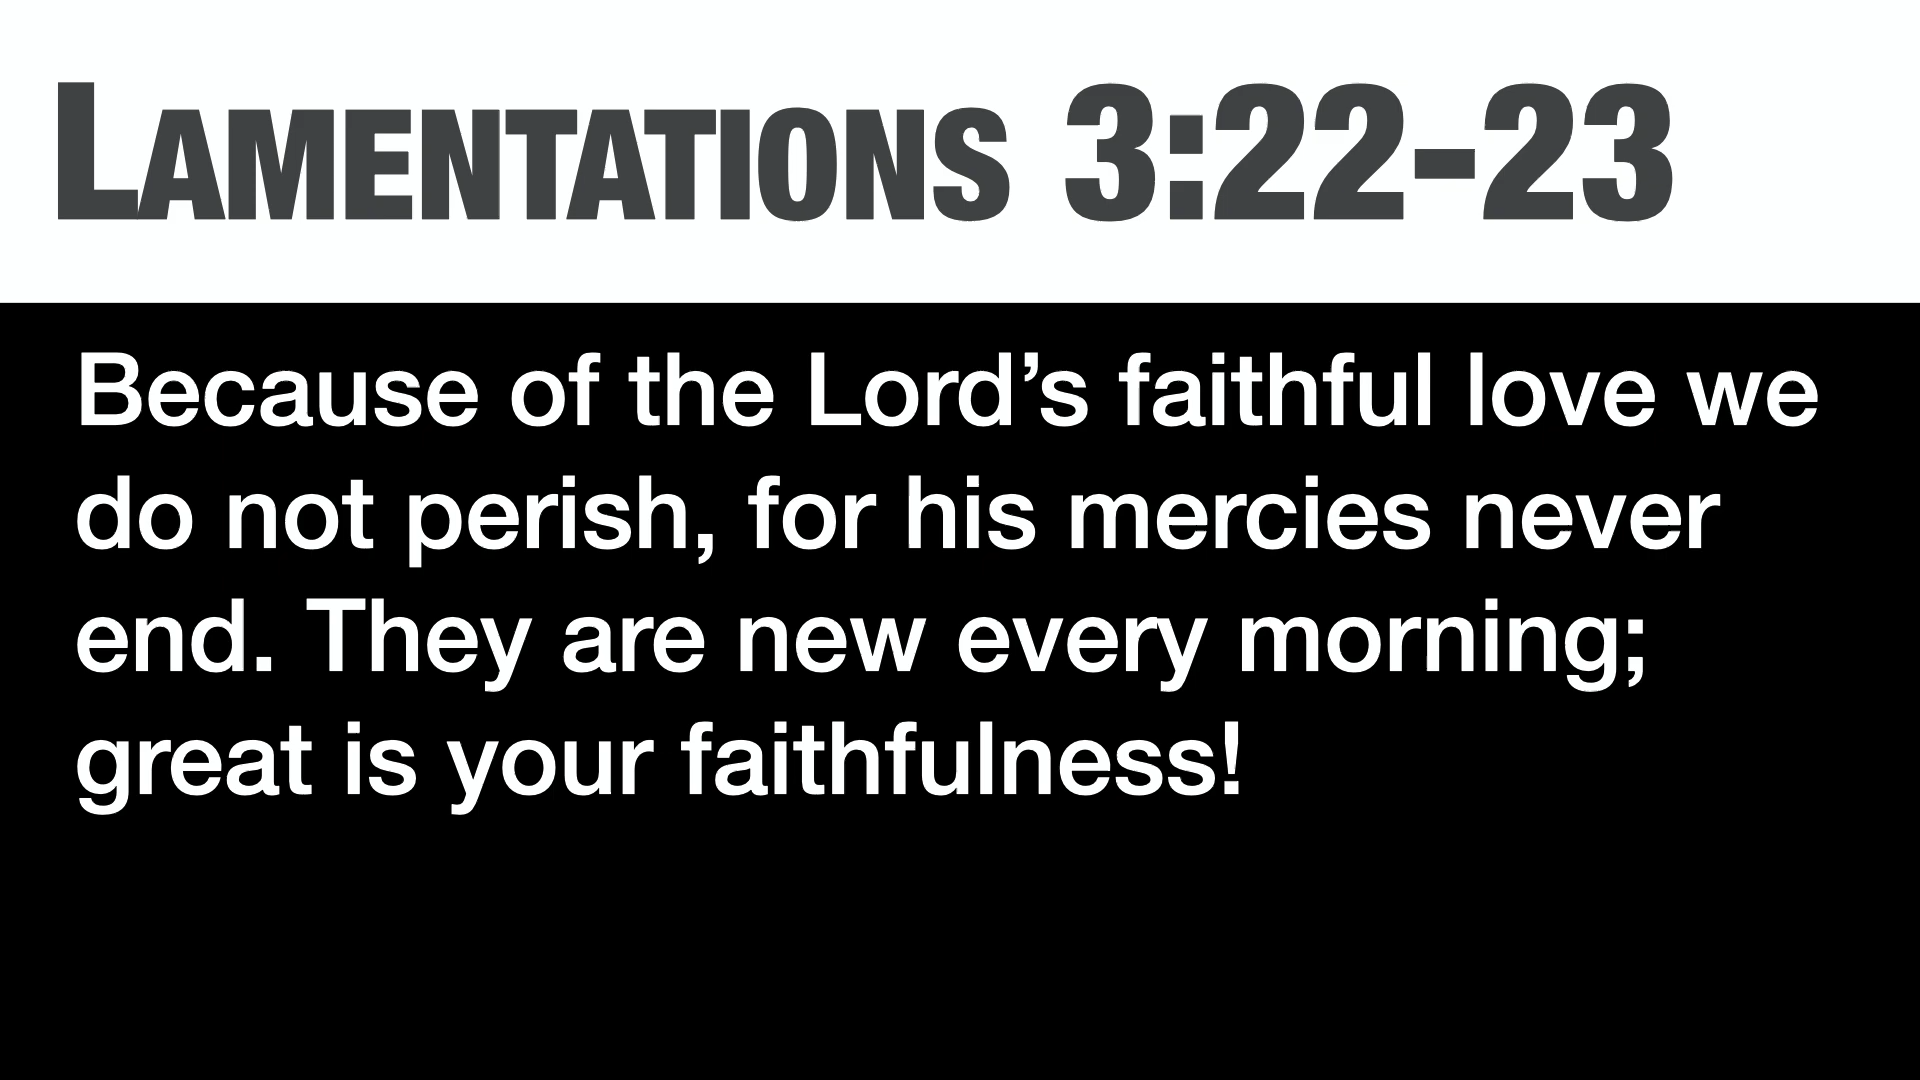 Lamentations 3:22-23
Because of the Lord’s faithful love we
do not perish, for his mercies never
end. They are new every morning;
great is your faithfulness!